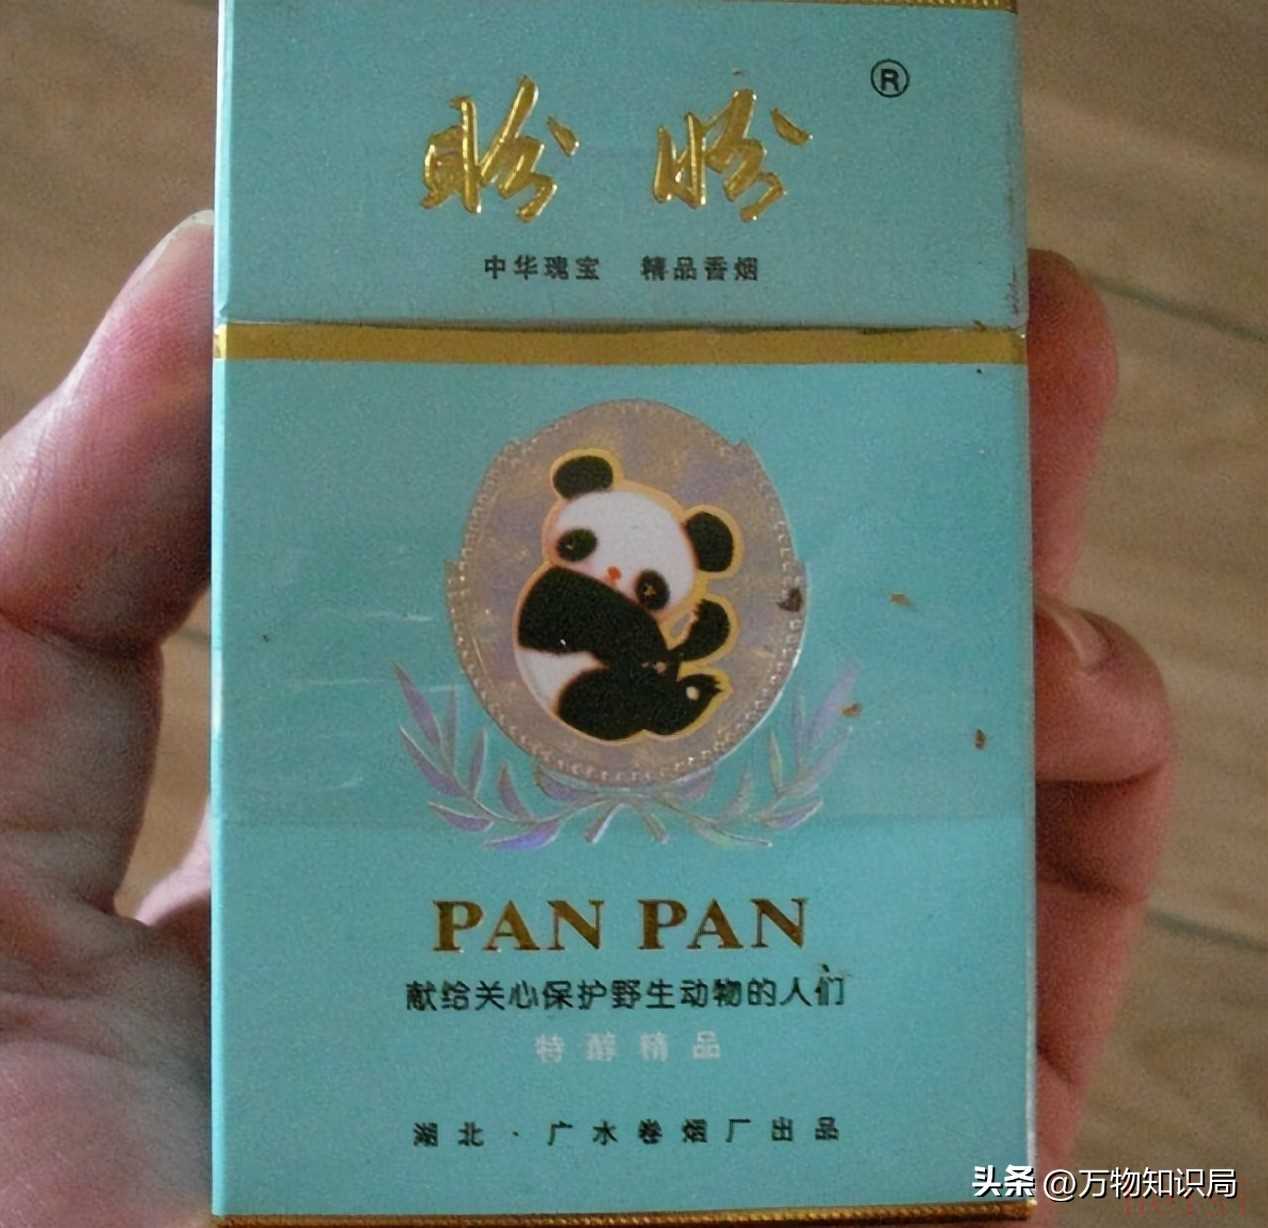 盼 盼 ®
中华瑰宝 精品香烟
PAN PAN
献给关心保护野生动物的人们
特醇精品
湖北·广水卷烟厂出品
头条 @万物知识局